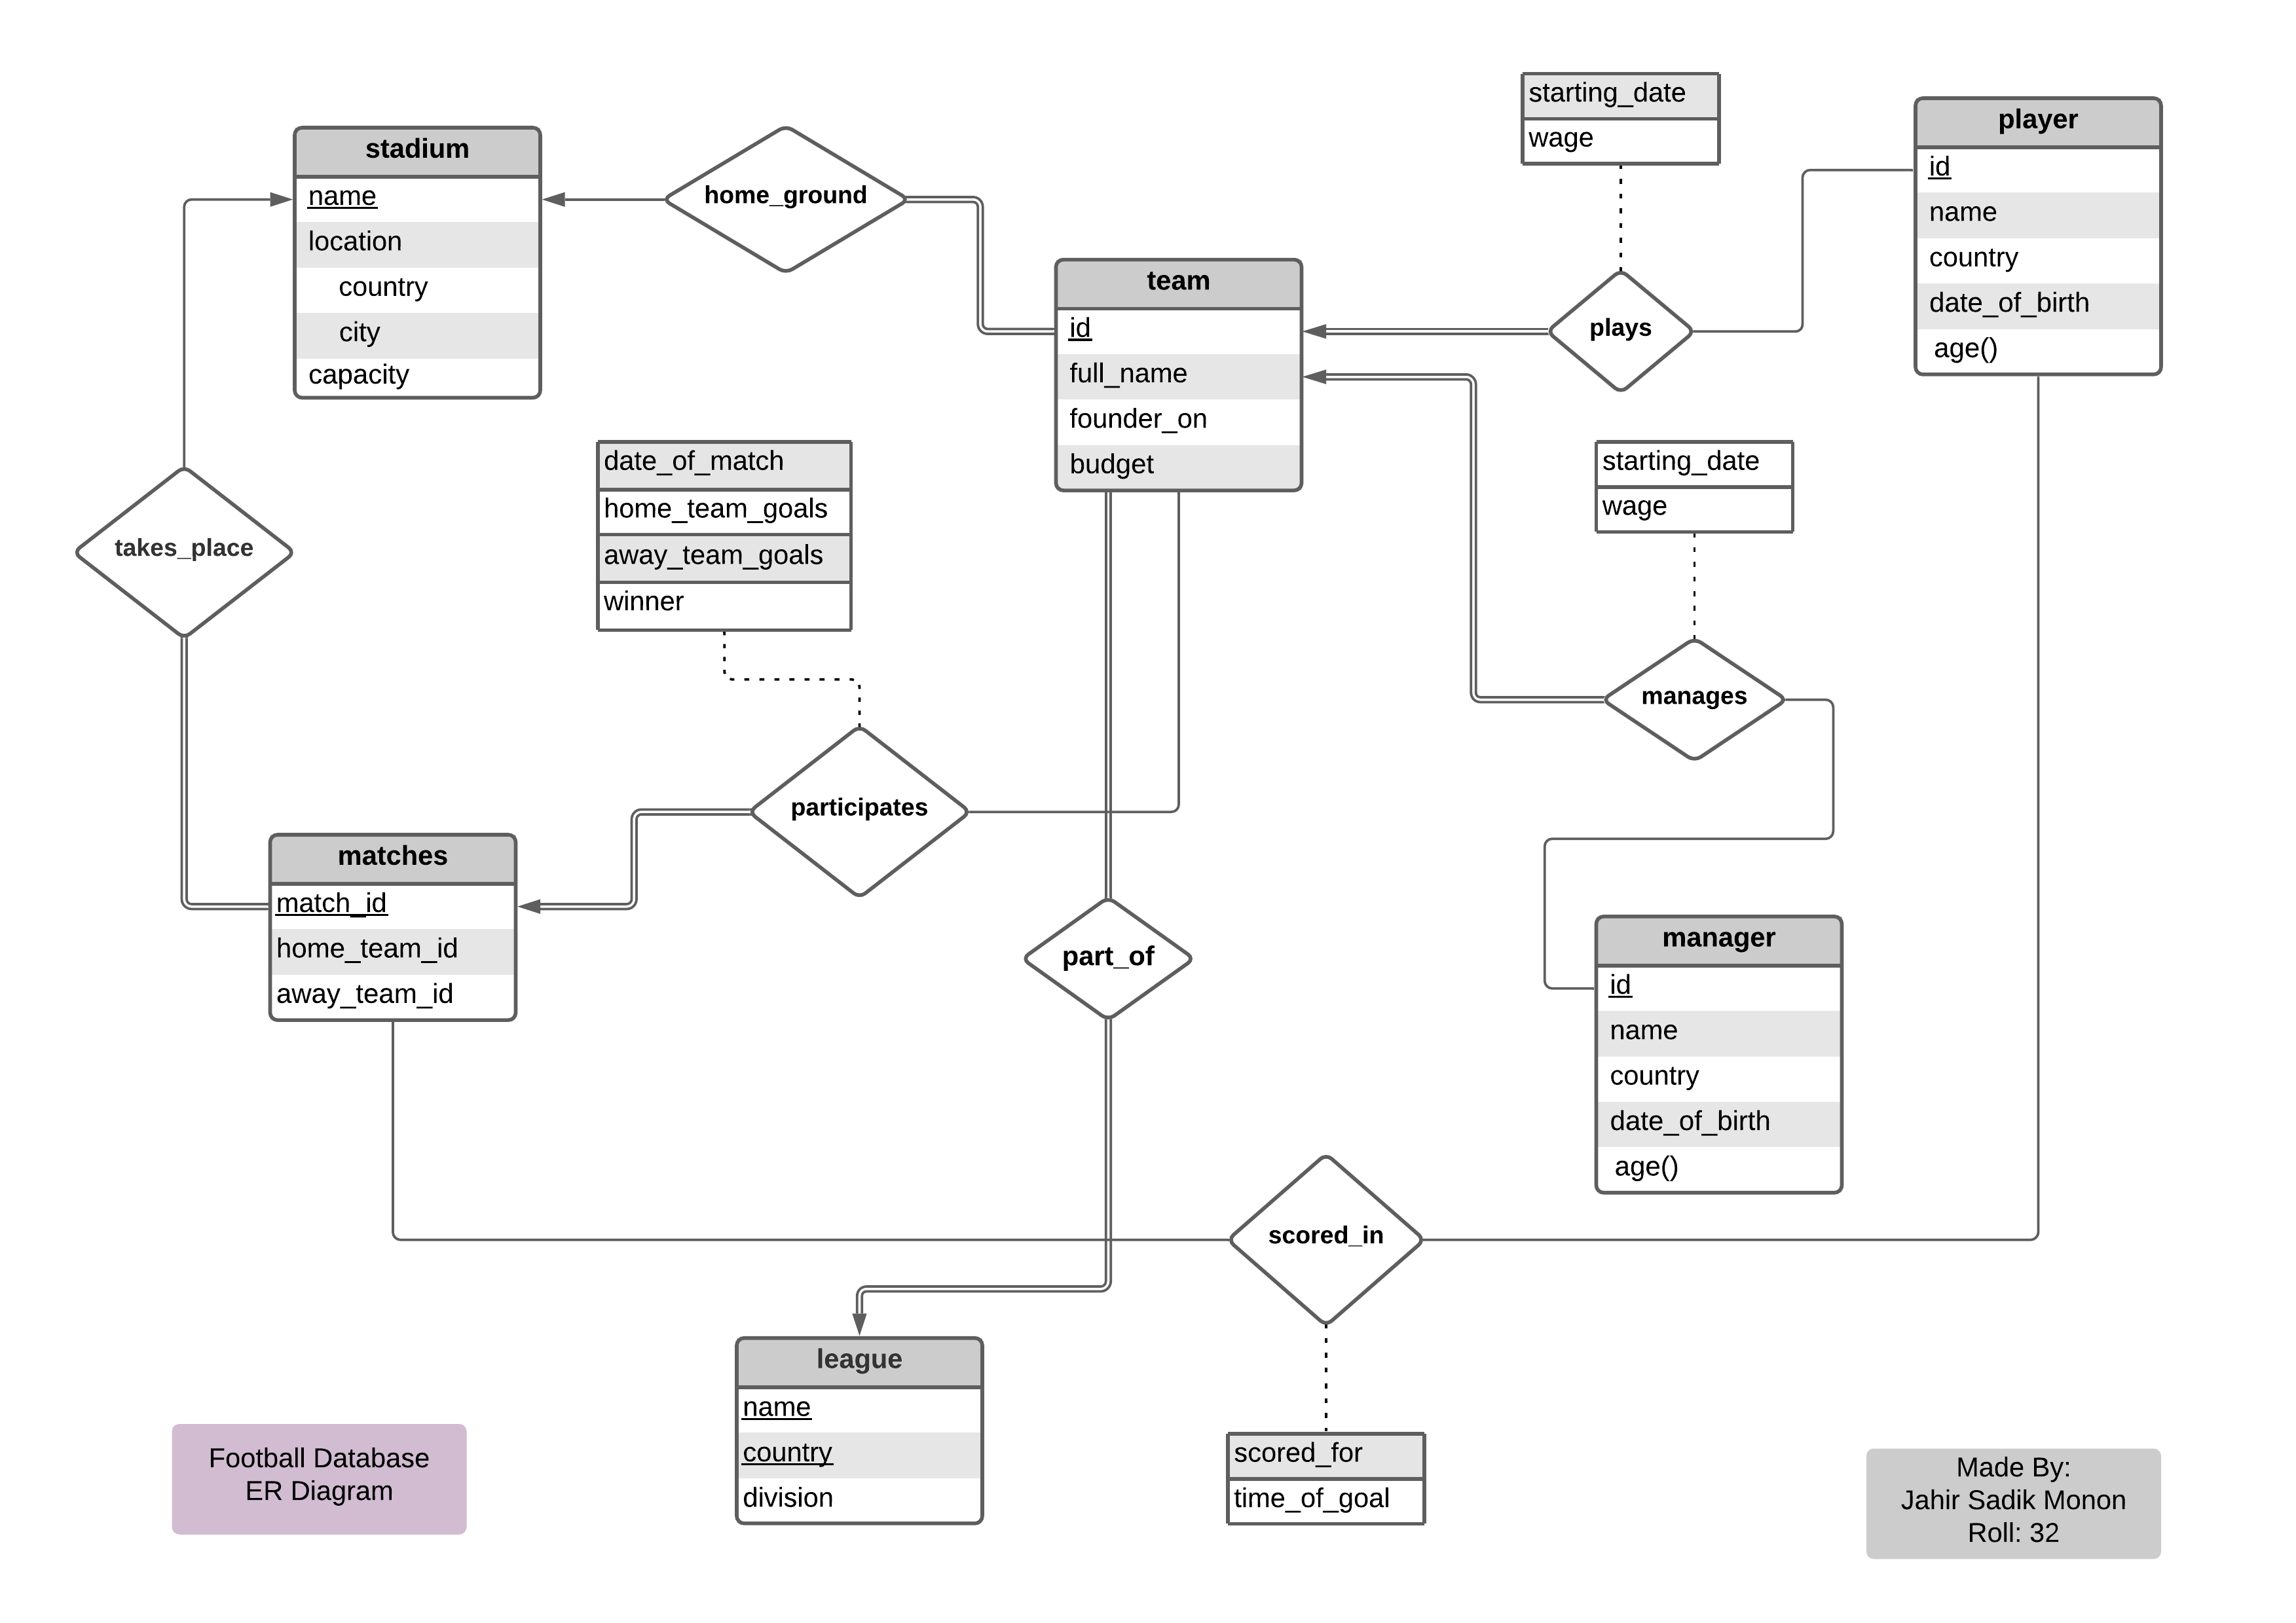 stadium
name
location
country
city
capacity
home_ground
team
id
full_name
founder_on
budget
starting_date
wage
plays
player
id
name
country
date_of_birth
age()
takes_place
date_of_match
home_team_goals
away_team_goals
winner
starting_date
wage
manages
participates
matches
match_id
home_team_id
away_team_id
part_of
manager
id
name
country
date_of_birth
age()
scored_in
league
name
country
division
scored_for
time_of_goal
Football Database
ER Diagram
Made By:
Jahir Sadik Monon
Roll: 32